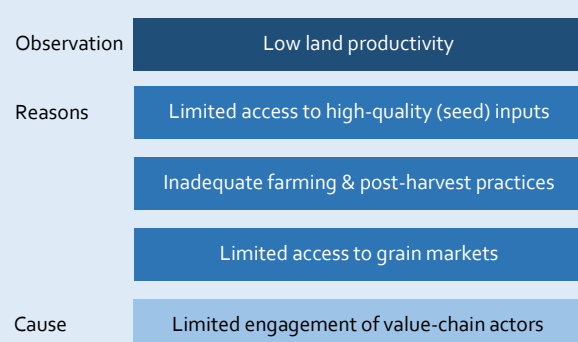 Observation
Low land productivity
Reasons
Limited access to high-quality (seed) inputs
Inadequate farming & post-harvest practices
Limited access to grain markets
Cause
Limited engagement of value-chain actors